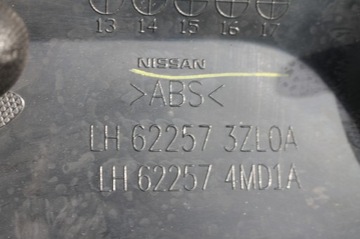 13 14 15 16 17
NISSAN
>ABS<
LH 62257 3ZL0A
LH 62257 4MD1A